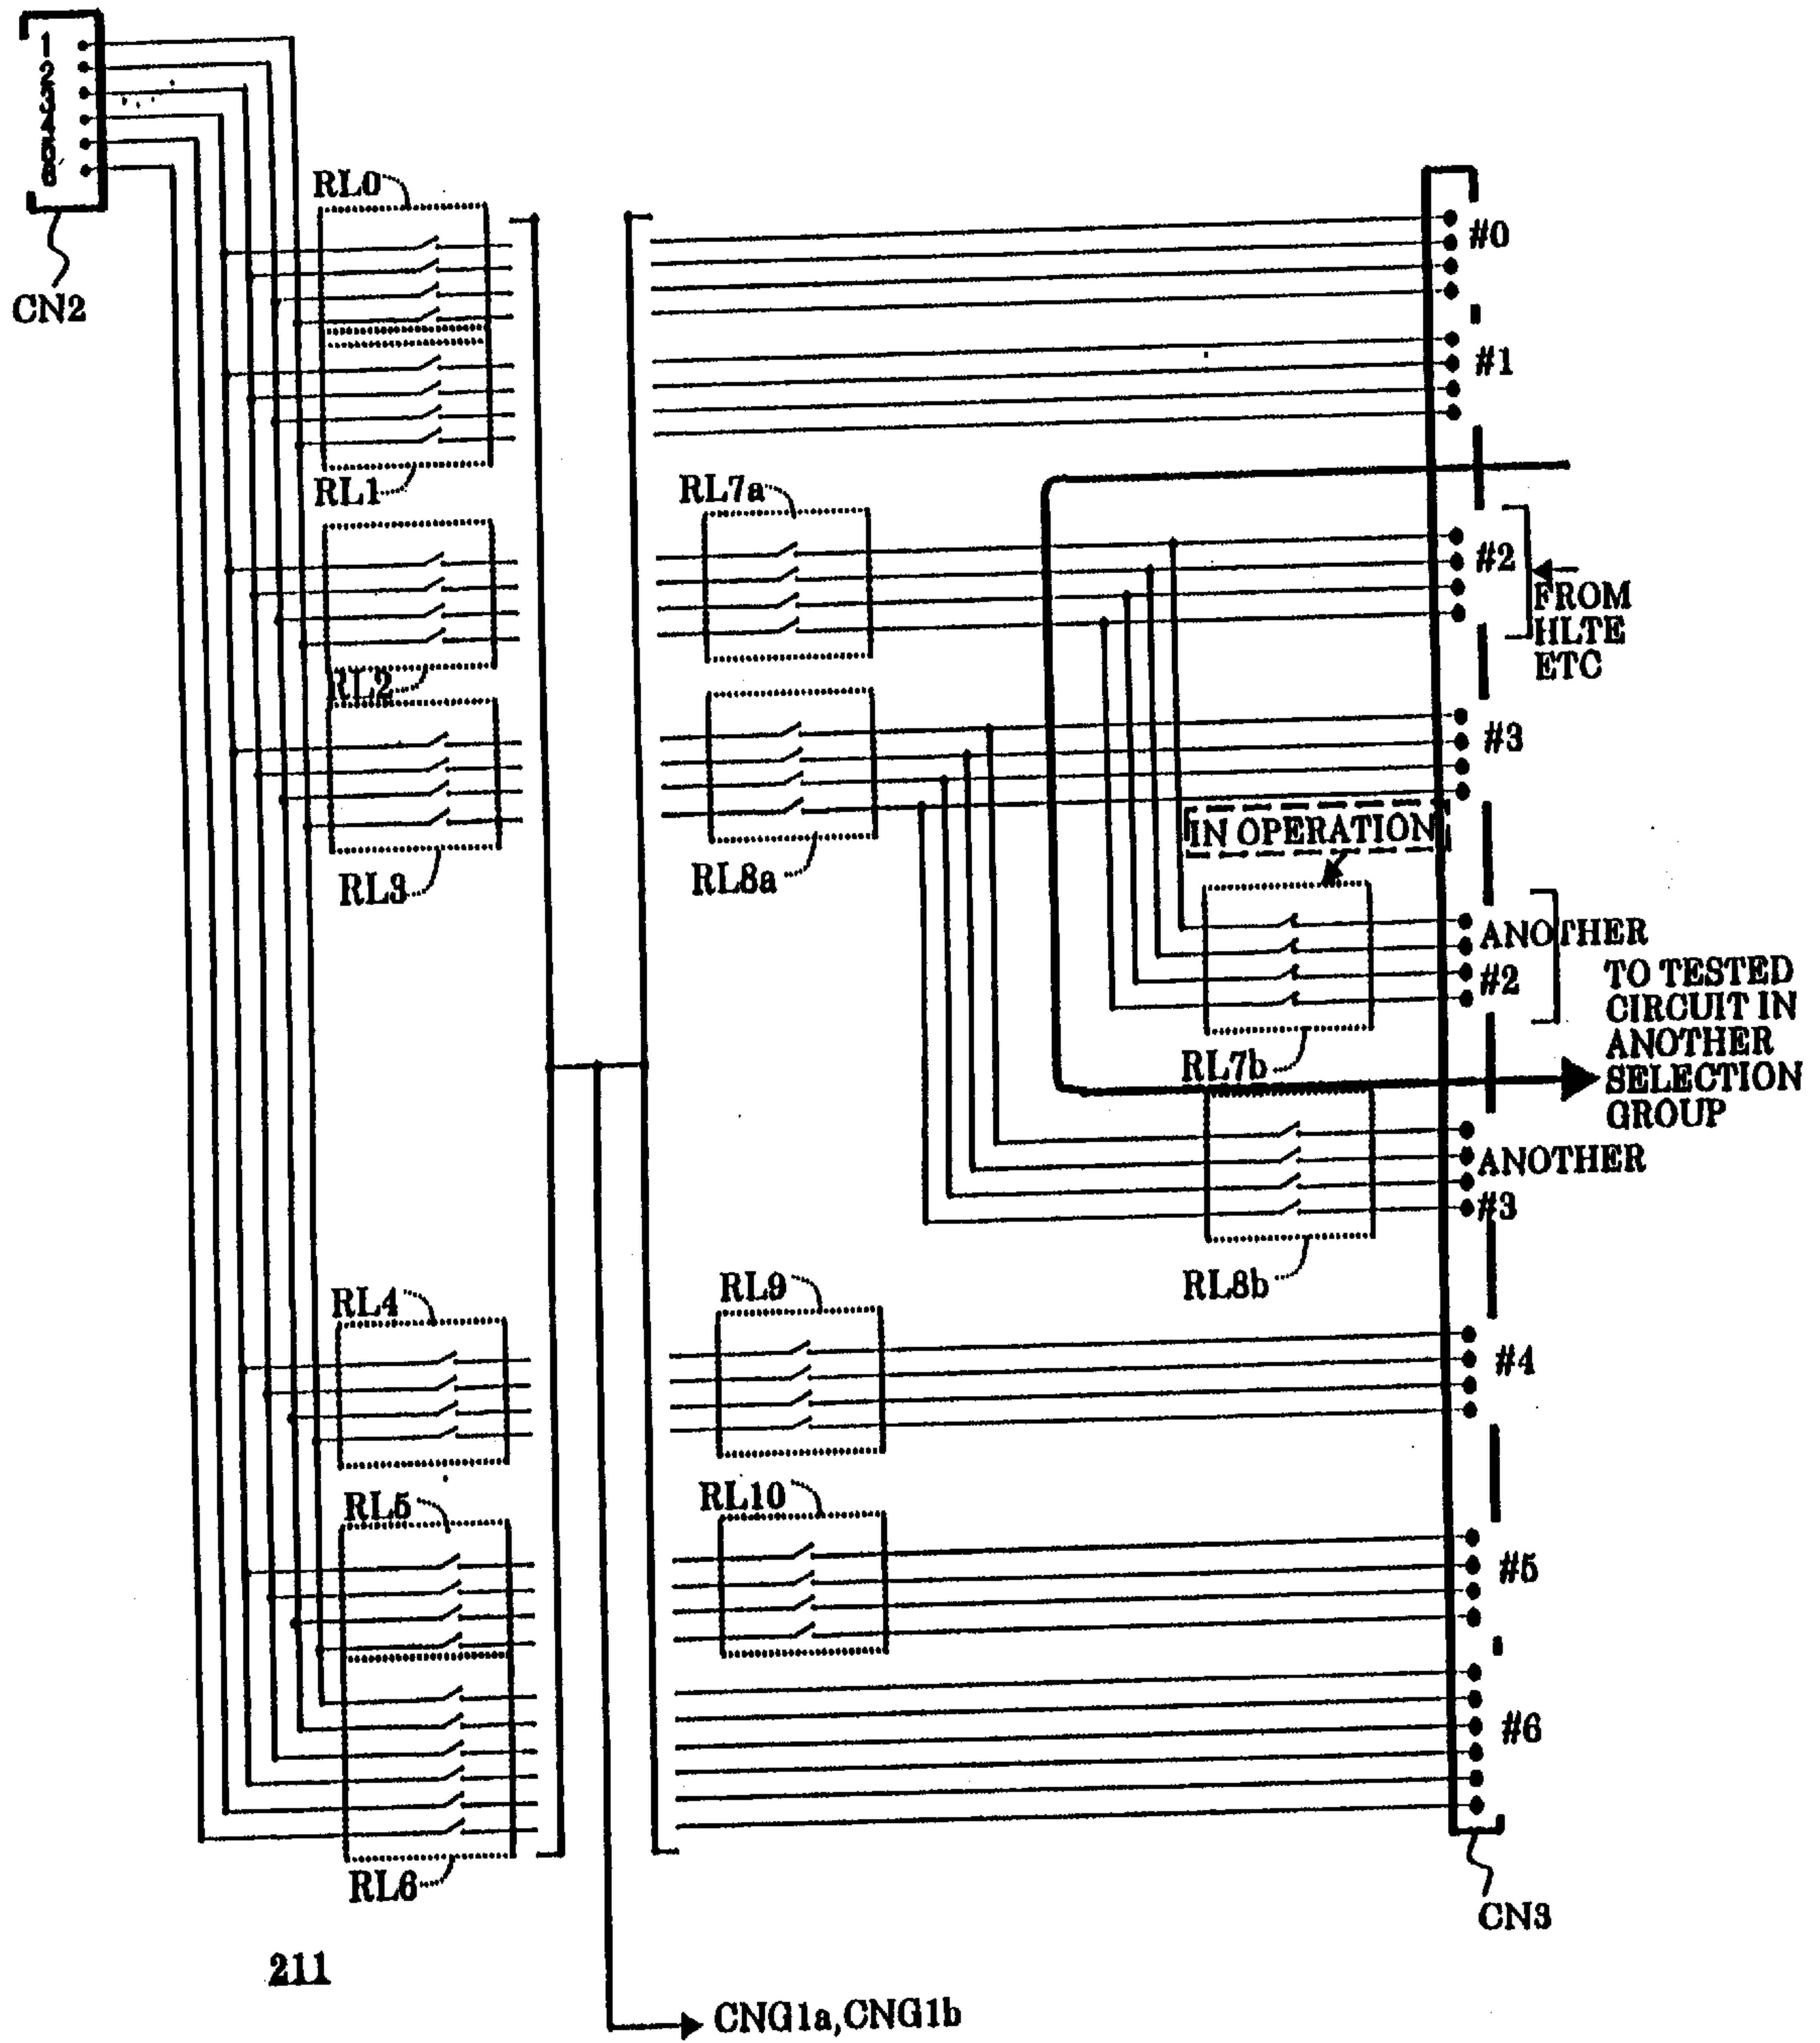 1
2
3
4
5
6
CN2
RL0
#0
#1
RL1
RL7a
#2
FROM
HLTE
ETC
RL2
#3
IN OPERATION
RL8a
RL3
ANOTHER
#2
TO TESTED
CIRCUIT IN
ANOTHER
SELECTION
GROUP
RL7b
ANOTHER
#3
RL8b
RL9
RL4
#4
RL10
RL5
#5
#6
RL6
CN3
211
CNG1a,CNG1b